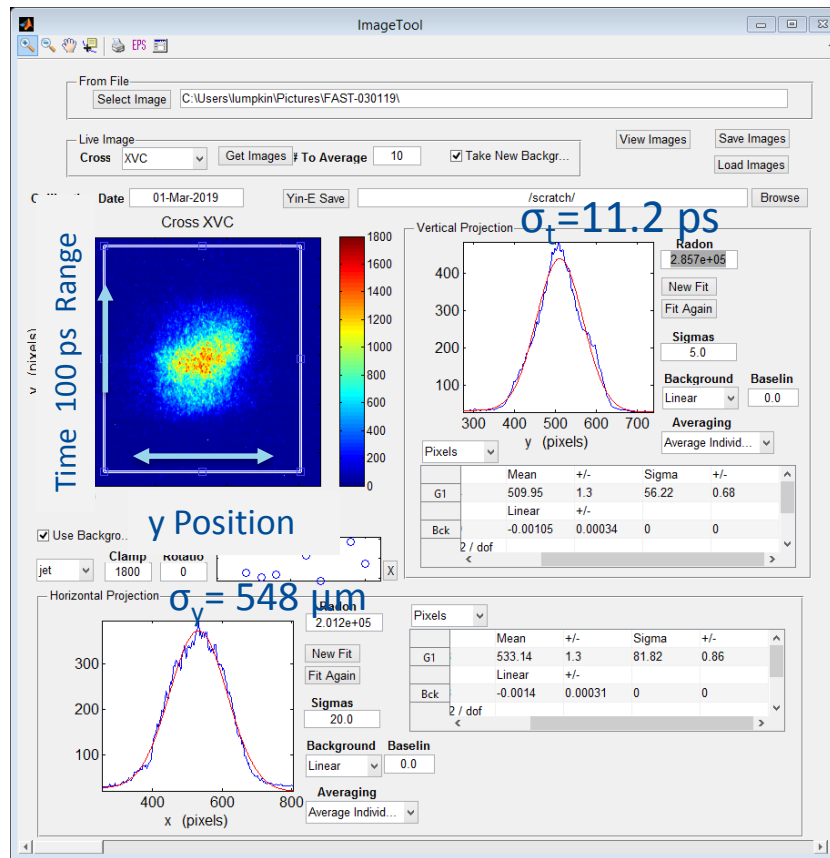 ImageTool
EPS
From File
Select Image C:\Users\lumpkin\Pictures\FAST-030119\
Live Image
Cross XVC Get Images # To Average 10 Take New Backgr...
View Images Save Images
Load Images
Date 01-Mar-2019 Yin-E Save /scratch/ Browse
σt=11.2 ps
Cross XVC
Time 100 ps Range
(pixels)
y Position
1800
1600
1400
1200
1000
800
600
400
200
0
Vertical Projection
400
300
200
100
300 400 500 600 700
y (pixels)
Radon
2.857e+05
New Fit
Fit Again
Sigmas
5.0
Background Baselin
Linear 0.0
Averaging
Average Individ...
Pixels
Mean +/- Sigma +/-
G1 509.95 1.3 56.22 0.68
Linear +/-
Bck -0.00105 0.00034 0 0
2 / dof
Use Backgro...
Clamp Rotatio
jet 1800 0 X
Horizontal Projection
σy= 548 µm
300
200
100
400 600 800
x (pixels)
Radon
2.012e+05
New Fit
Fit Again
Sigmas
20.0
Background Baselin
Linear 0.0
Averaging
Average Individ...
Pixels
Mean +/- Sigma +/-
G1 533.14 1.3 81.82 0.86
Linear +/-
Bck -0.0014 0.00031 0 0
2 / dof